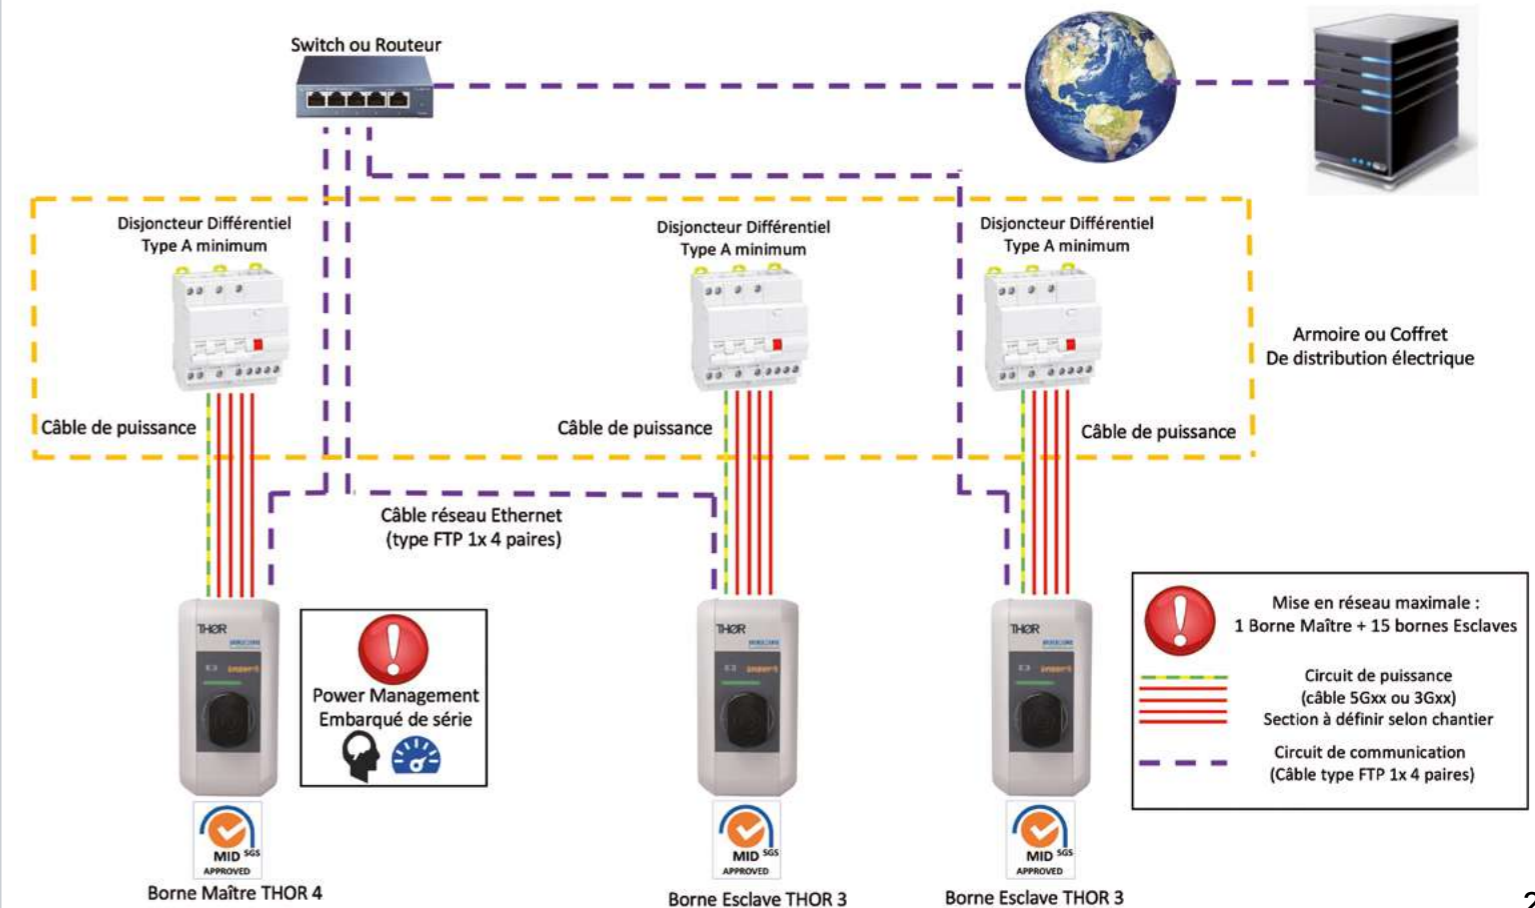 Switch ou Routeur
Disjoncteur Différentiel
Type A minimum
Disjoncteur Différentiel
Type A minimum
Disjoncteur Différentiel
Type A minimum
Armoire ou Coffret
De distribution électrique
Câble de puissance
Câble de puissance
Câble de puissance
Câble réseau Ethernet
(type FTP 1x 4 paires)
THOR
THOR
THOR
Power Management
Embarqué de série
Mise en réseau maximale :
1 Borne Maître + 15 bornes Esclaves
Circuit de puissance
(câble 5Gxx ou 3Gxx)
Section à définir selon chantier
Circuit de communication
(Câble type FTP 1x 4 paires)
MID SGS
APPROVED
MID SGS
APPROVED
MID SGS
APPROVED
Borne Maître THOR 4
Borne Esclave THOR 3
Borne Esclave THOR 3